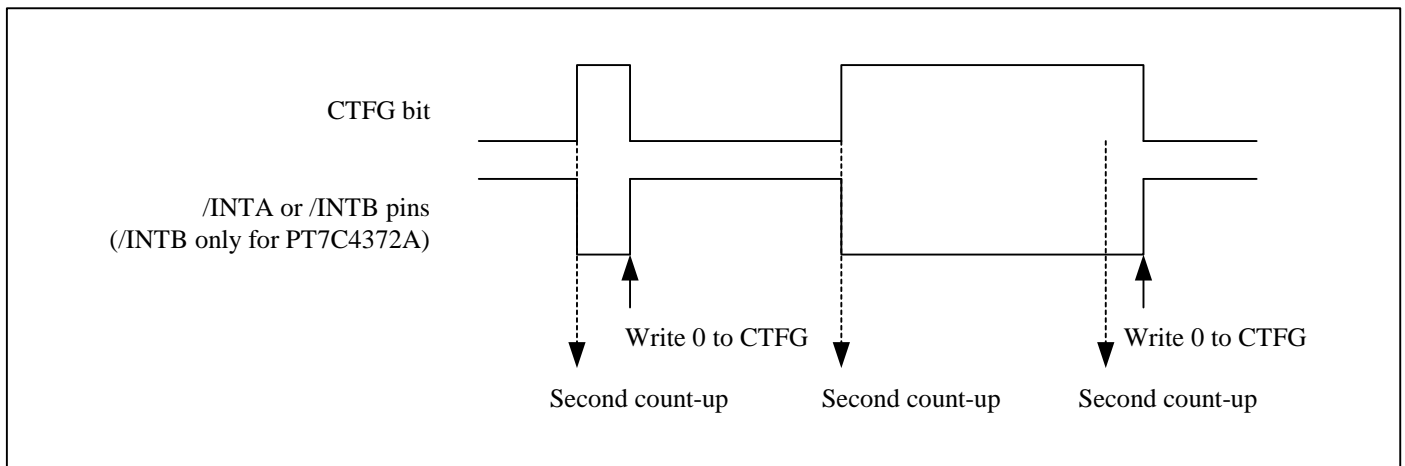 CTFG bit
/INTA or /INTB pins
(/INTB only for PT7C4372A)
Write 0 to CTFG
Write 0 to CTFG
Second count-up
Second count-up
Second count-up